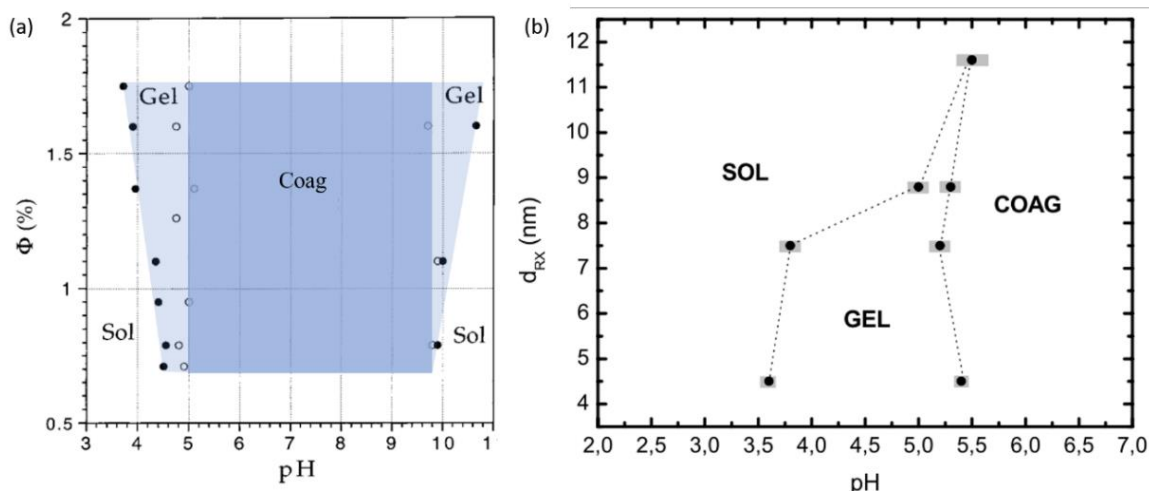 (a)
2
Gel
Gel
1.5
Coag
Φ (%)
1
Sol
Sol
0.5
3 4 5 6 7 8 9 10 1
pH
(b)
12
11
10
9
8
7
6
5
4
d_RX (nm)
SOL
COAG
GEL
2,0 2,5 3,0 3,5 4,0 4,5 5,0 5,5 6,0 6,5 7,0
pH